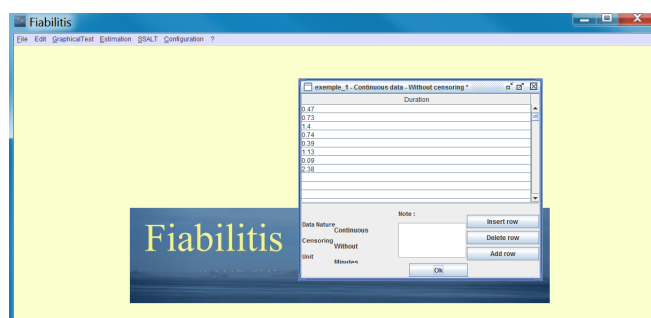 Fiabilitis
File Edit GraphicalTest Estimation SSALT Configuration ?
exemple_1 - Continuous data - Without censoring *
Duration
0.47
0.73
1.4
0.74
0.39
1.13
0.09
2.38
Fiabilitis
Note :
Data Nature Continuous
Censoring Without
Unit Minutes
Insert row
Delete row
Add row
Ok